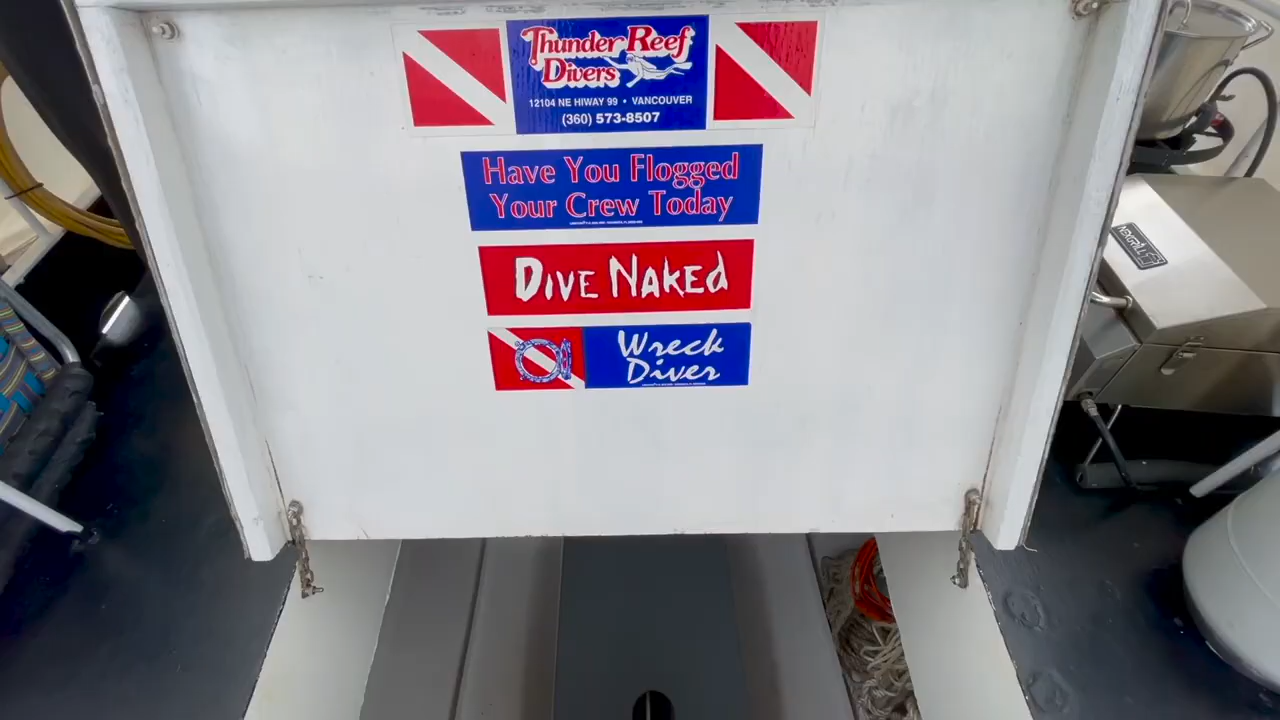 Thunder Reef
Divers
12104 NE HIWAY 99 • VANCOUVER
(360) 573-8507
Have You Flogged
Your Crew Today
DIVE NAKED
Wreck
Diver
NEXGRILL